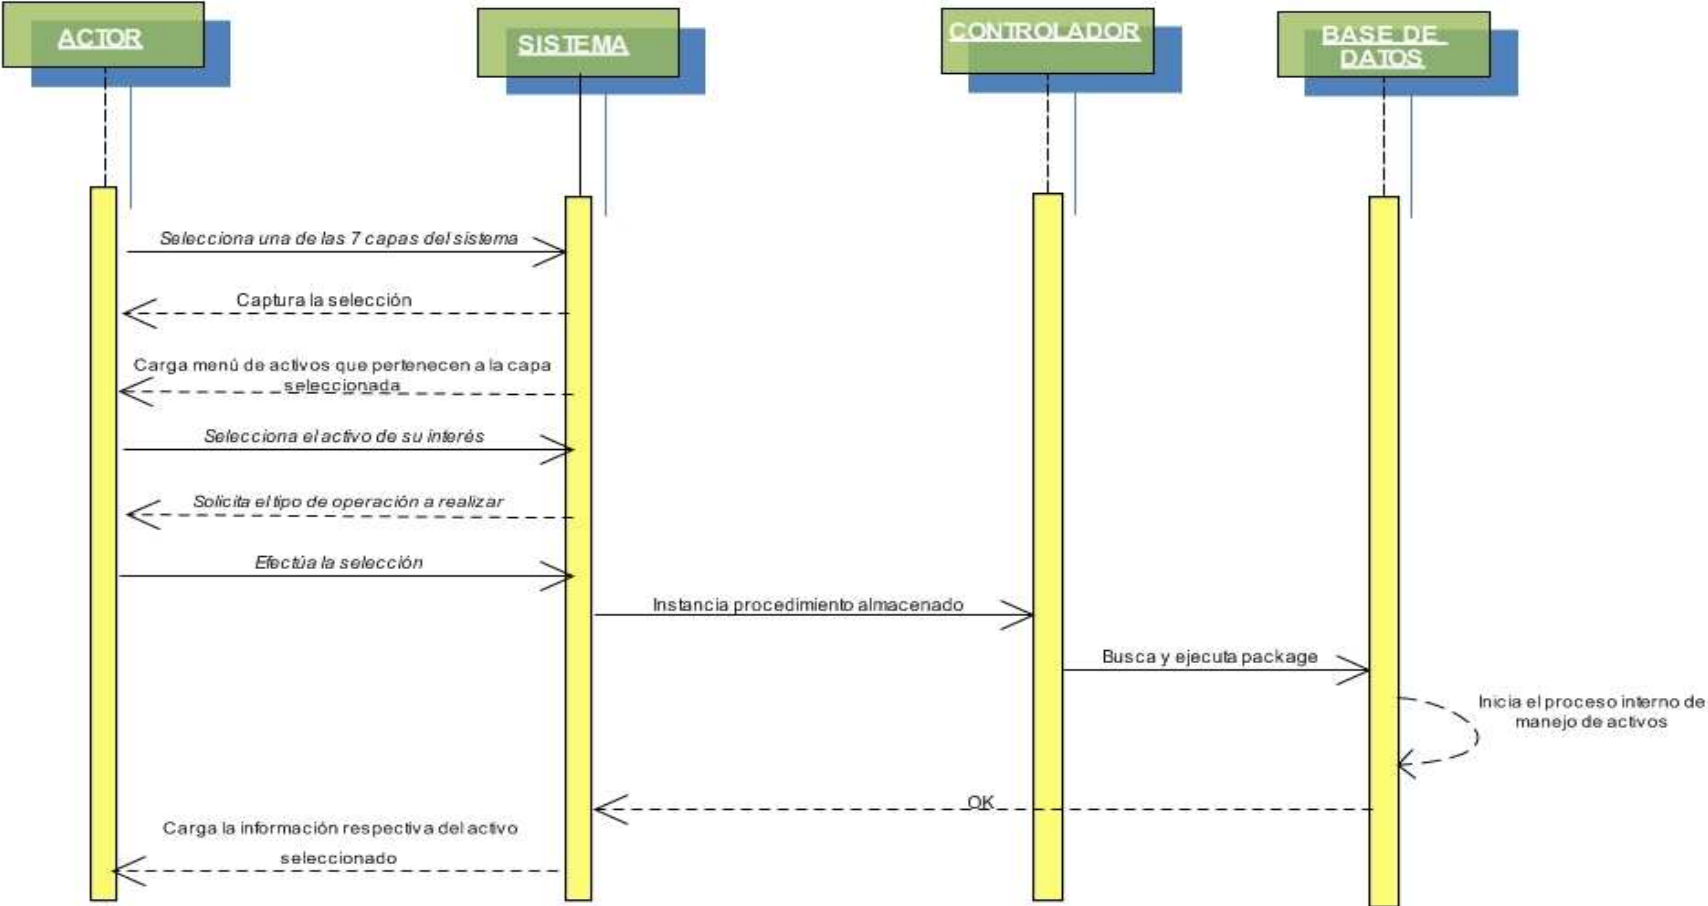 ACTOR
SISTEMA
CONTROLADOR
BASE DE
DATOS
Selecciona una de las 7 capas del sistema
Captura la selección
Carga menú de activos que pertenecen a la capa
seleccionada
Selecciona el activo de su interés
Solicita el tipo de operación a realizar
Efectúa la selección
Instancia procedimiento almacenado
Busca y ejecuta package
Inicia el proceso interno de
manejo de activos
OK
Carga la información respectiva del activo
seleccionado